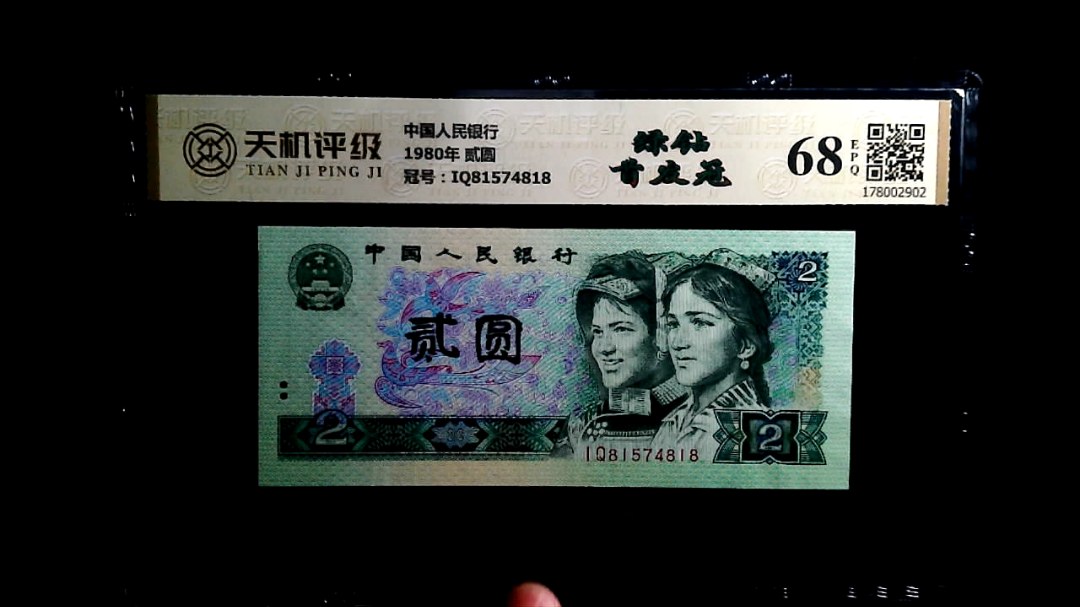 天机评级
TIAN JI PING JI
中国人民银行
1980年 贰圆
冠号：IQ81574818
绿钻
首发冠
68
EPQ
178002902
中国人民银行
2
贰圆
2
IQ81574818
2